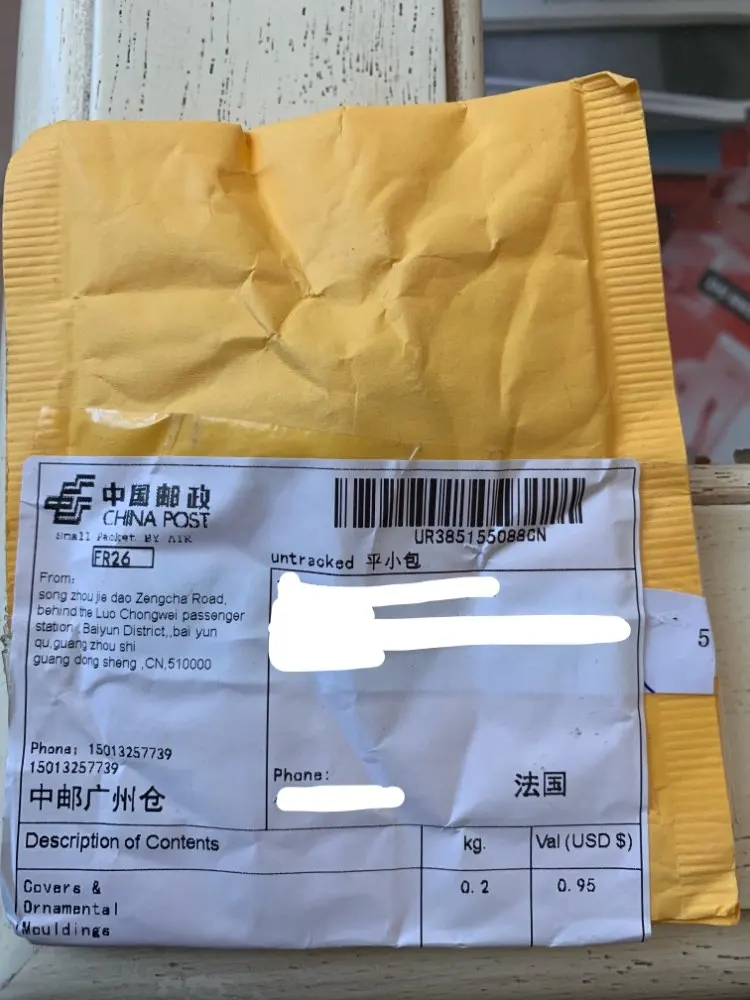 中国邮政
CHINA POST
Small Packet BY AIR
FR26
UR385155088CN
untracked 平小包
From:
song zhou jie dao Zengcha Road,
behind the Luo Chongwei passenger
station ,Baiyun District,,bai yun
qu,guang zhou shi
guang dong sheng ,CN,510000
Phone: 15013257739
15013257739
中邮广州仓
Phone:
法国
5
Description of Contents
kg.
Val (USD $)
Covers &
Ornamental
Mouldings
0.2
0.95